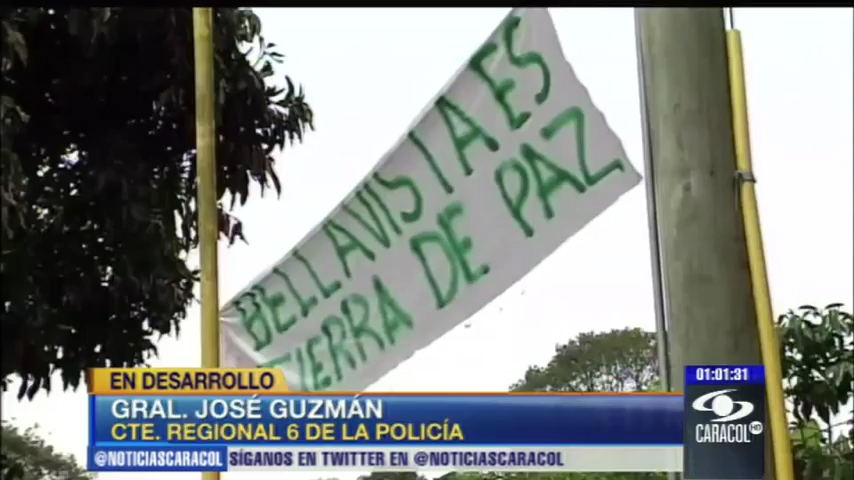 BELLAVISTA ES
TIERRA DE PAZ
EN DESARROLLO
01:01:31
GRAL. JOSÉ GUZMÁN
CTE. REGIONAL 6 DE LA POLICÍA
CARACOL HD
@NOTICIASCARACOL SÍGANOS EN TWITTER EN @NOTICIASCARACOL